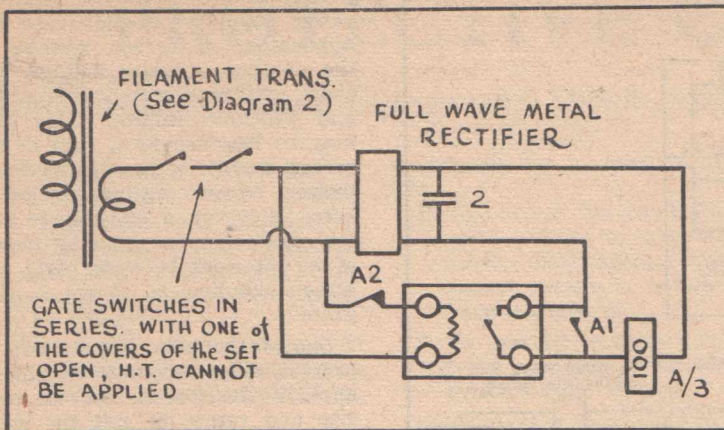 FILAMENT TRANS.
(See Diagram 2)
FULL WAVE METAL
RECTIFIER
2
A2
GATE SWITCHES IN
SERIES. WITH ONE of
THE COVERS OF the SET
OPEN, H.T. CANNOT
BE APPLIED
A1
100
A/3